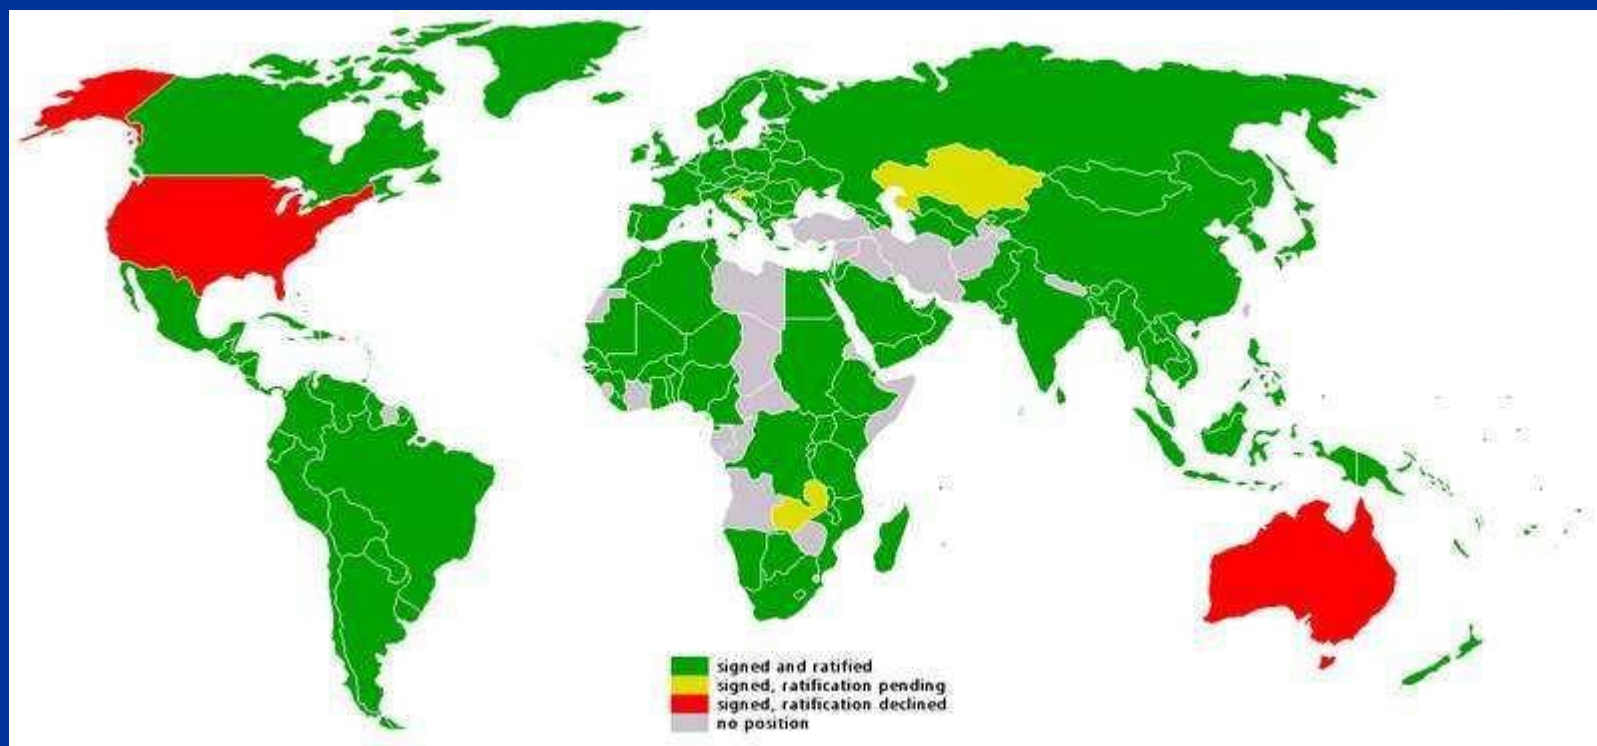 signed and ratified
signed, ratification pending
signed, ratification declined
no position